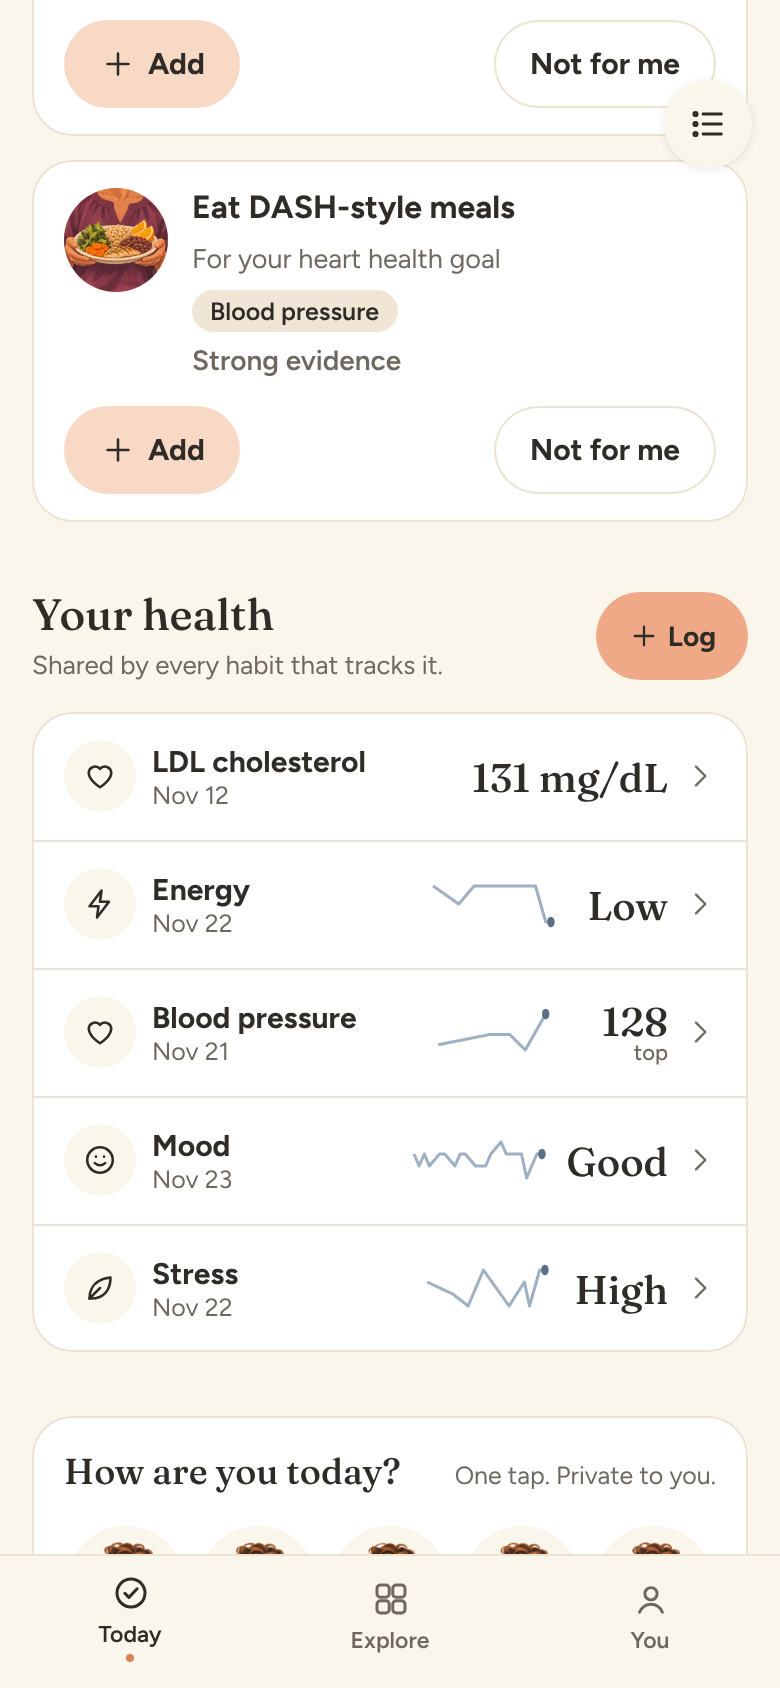 + Add
Not for me
Eat DASH-style meals
For your heart health goal
Blood pressure
Strong evidence
+ Add
Not for me
Your health
Shared by every habit that tracks it.
+ Log
LDL cholesterol
Nov 12
131 mg/dL
Energy
Nov 22
Low
Blood pressure
Nov 21
128
top
Mood
Nov 23
Good
Stress
Nov 22
High
How are you today?
One tap. Private to you.
Today
Explore
You